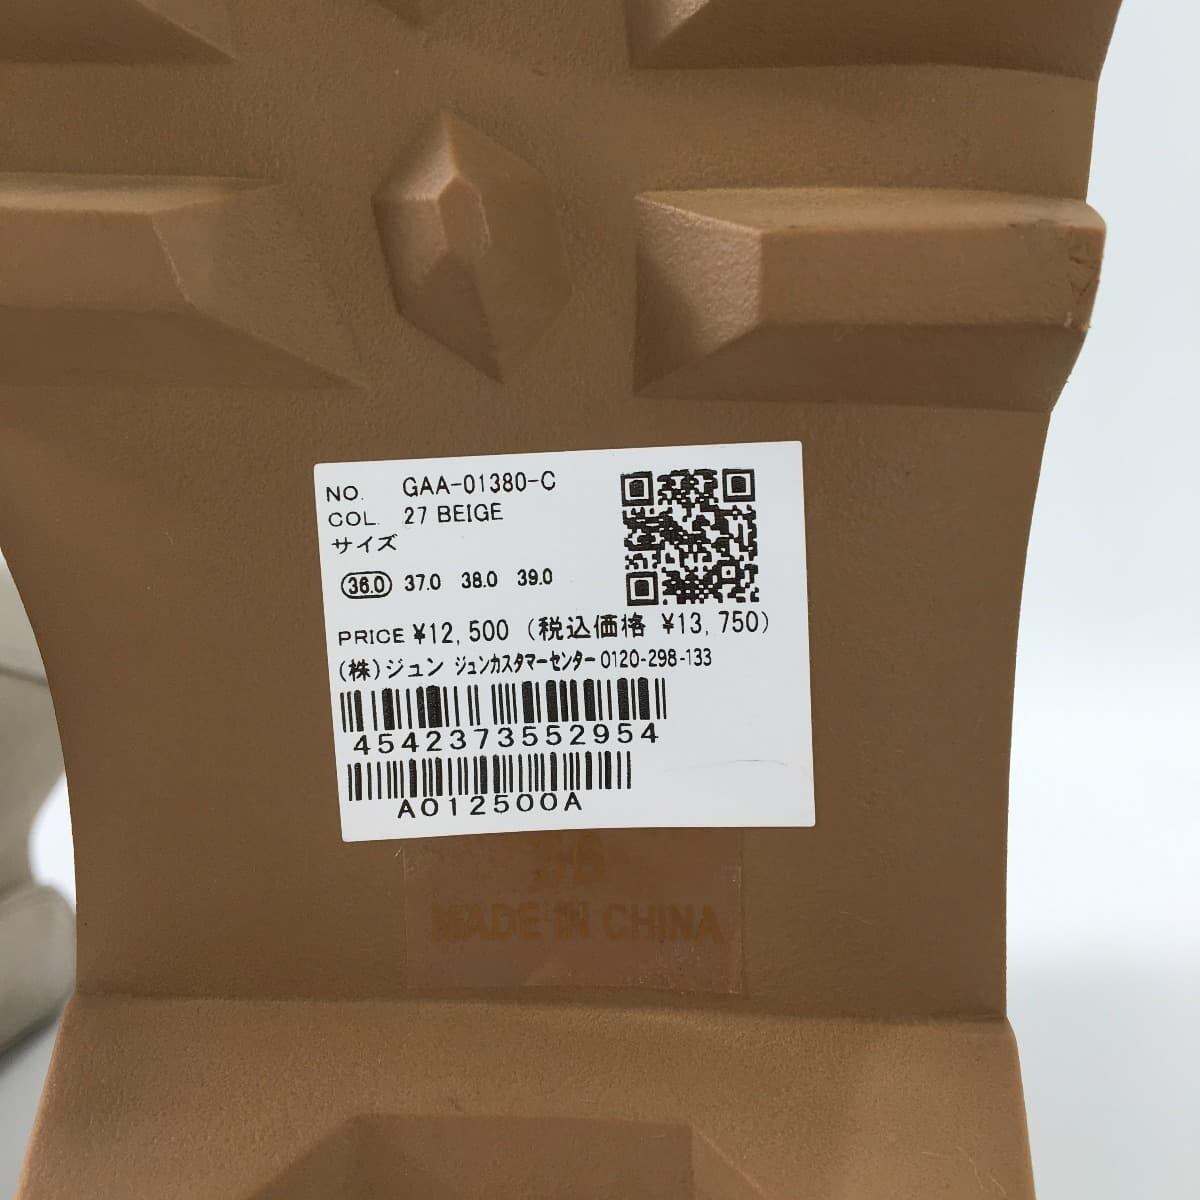 NO. GAA-01380-C
COL. 27 BEIGE
サイズ
36.0 37.0 38.0 39.0
PRICE ¥12,500 (税込価格 ¥13,750)
(株)ジュン ジュンカスタマーセンター 0120-298-133
4542373552954
A012500A
36
MADE IN CHINA